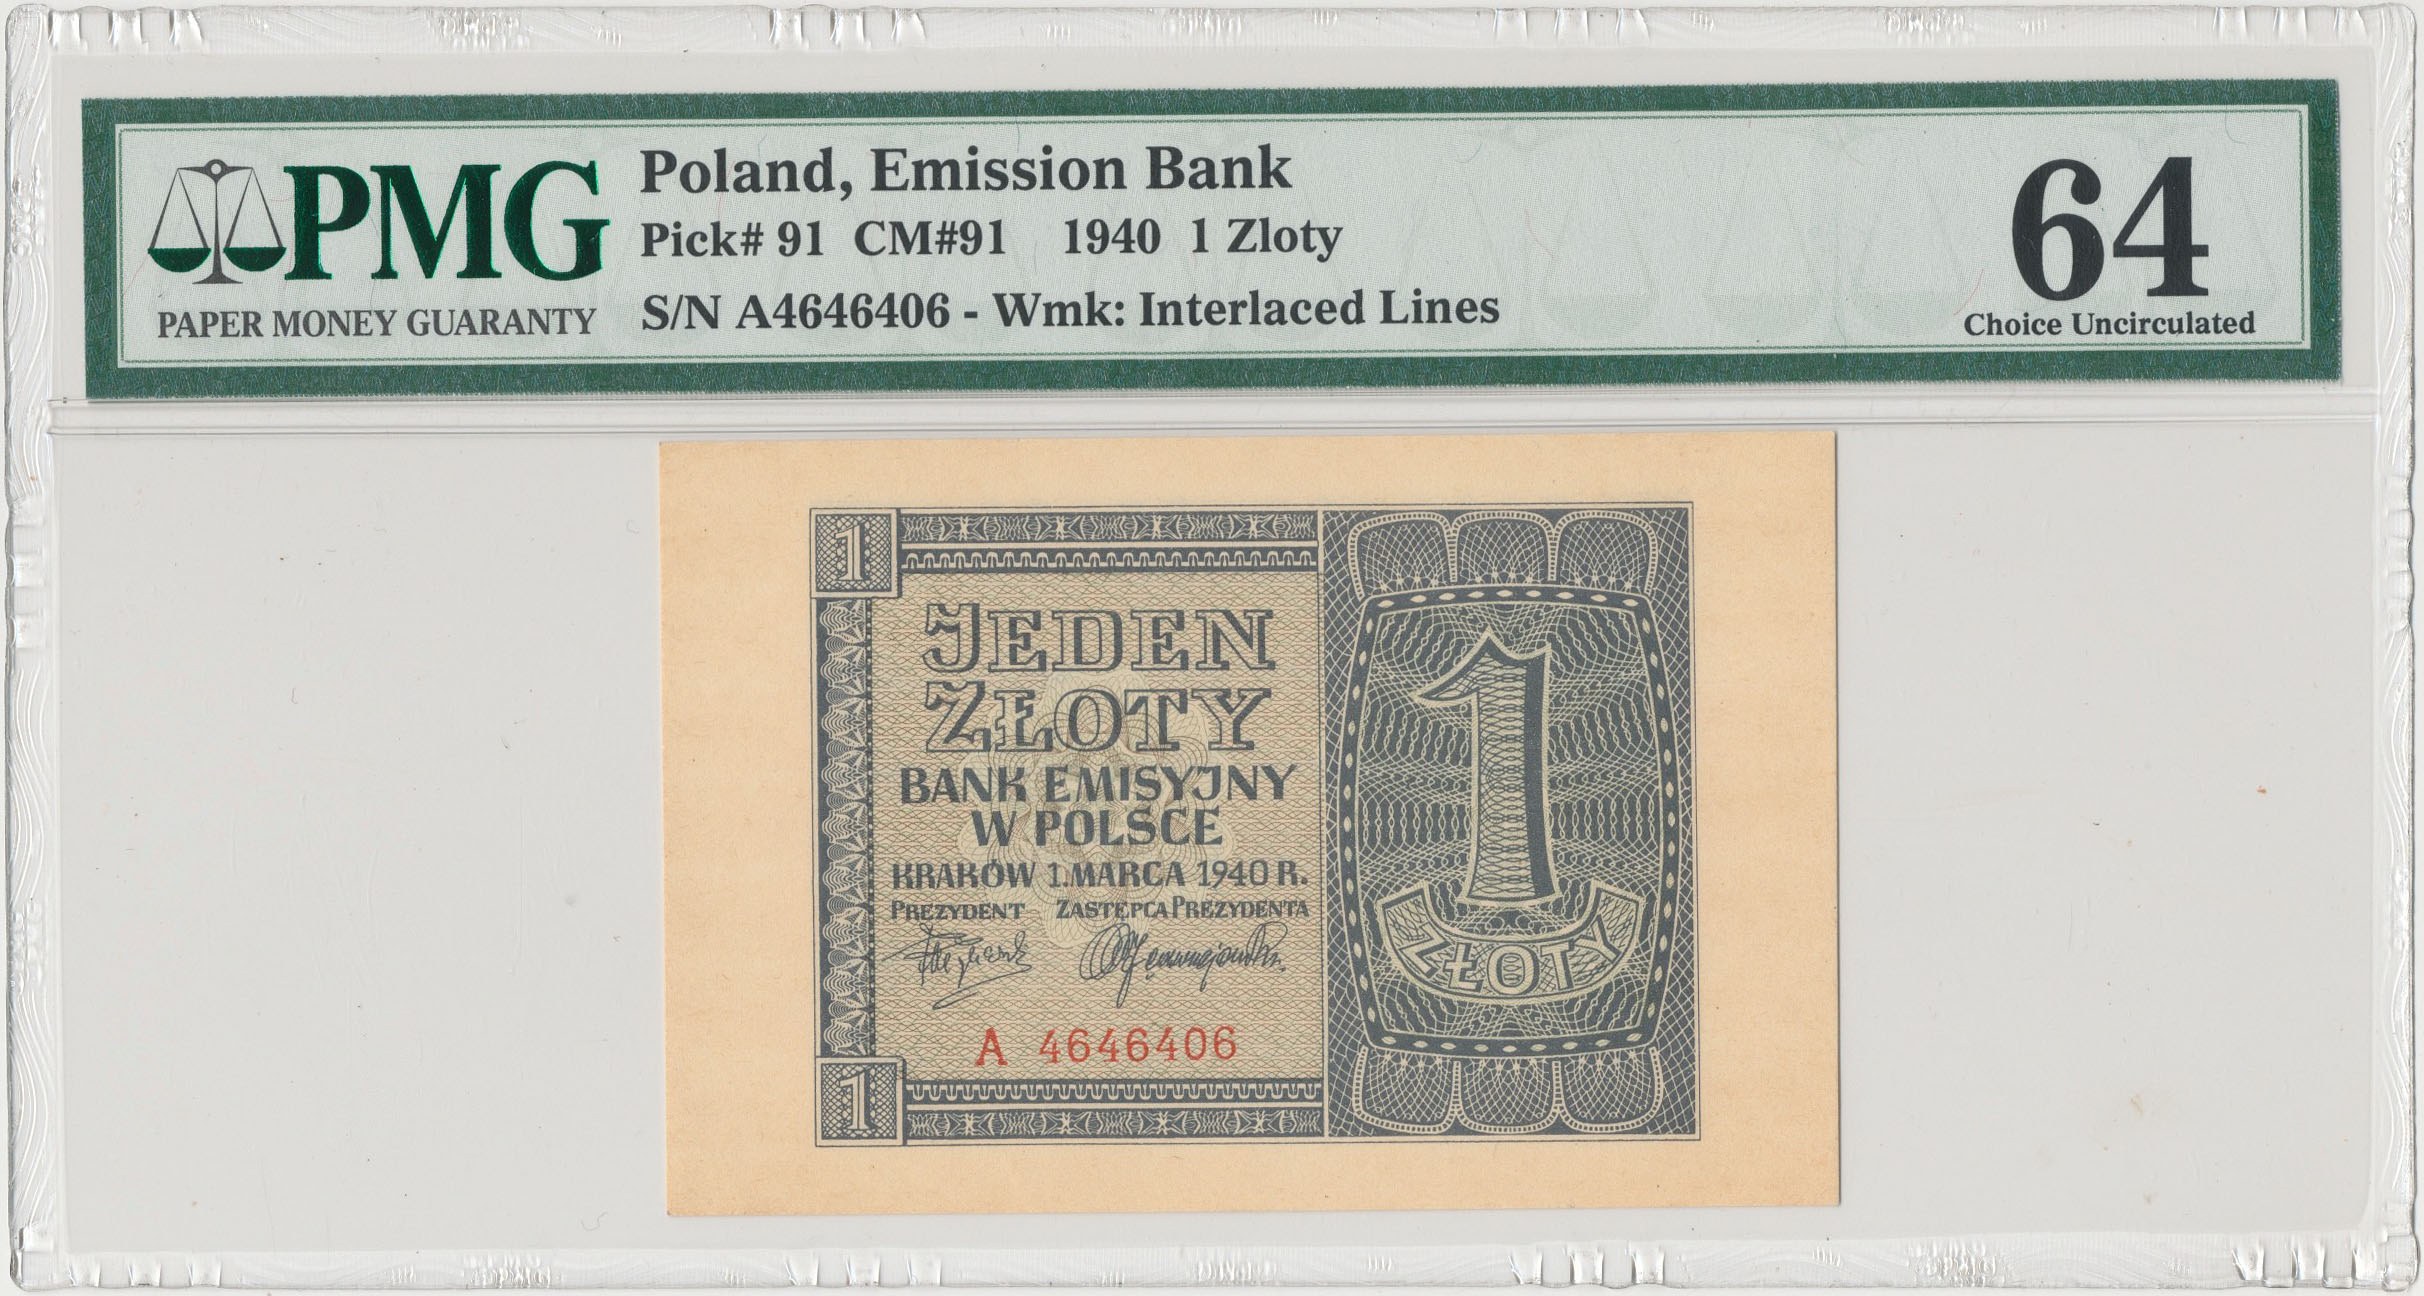 PMG
PAPER MONEY GUARANTY
Poland, Emission Bank
Pick# 91 CM#91 1940 1 Zloty
S/N A4646406 - Wmk: Interlaced Lines
64
Choice Uncirculated
1
JEDEN
ZŁOTY
BANK EMISYJNY
W POLSCE
KRAKÓW 1. MARCA 1940 R.
PREZYDENT ZASTĘPCA PREZYDENTA
A 4646406
1
1
ZŁOTY